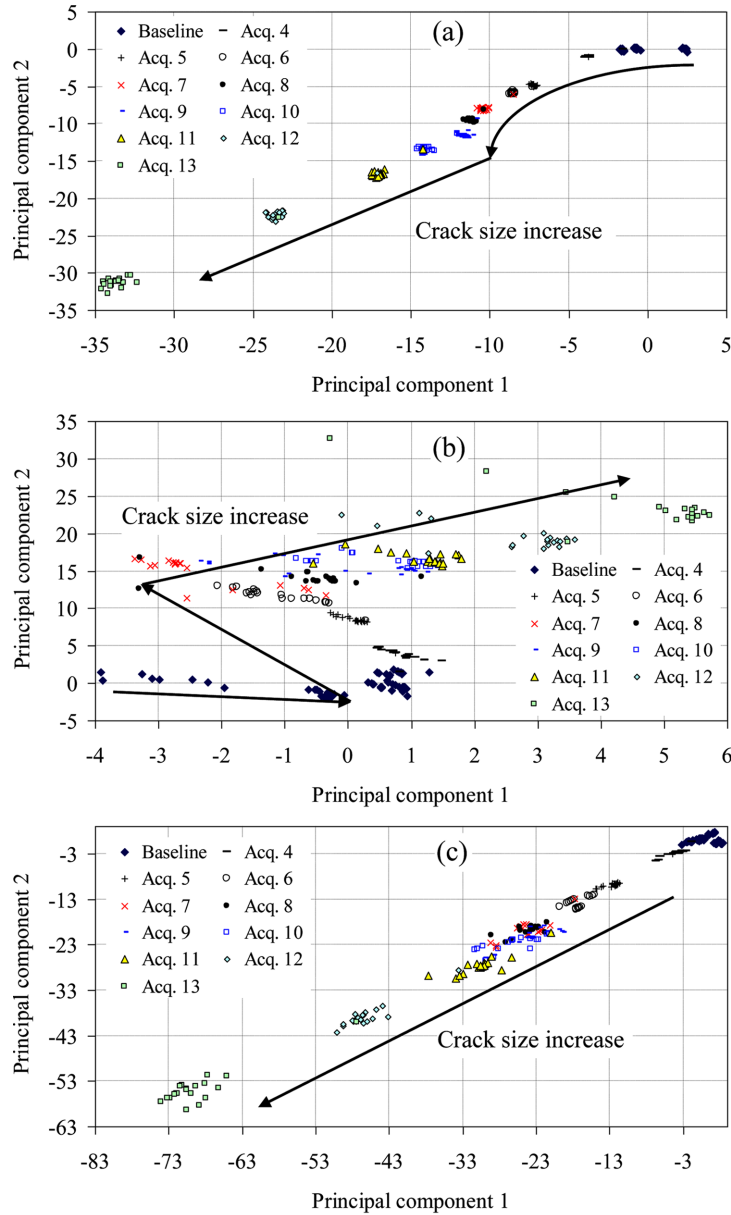 (a)
Baseline
Acq. 4
Acq. 5
Acq. 6
Acq. 7
Acq. 8
Acq. 9
Acq. 10
Acq. 11
Acq. 12
Acq. 13
5
0
-5
-10
-15
-20
-25
-30
-35
Principal component 2
Crack size increase
-35 -30 -25 -20 -15 -10 -5 0 5
Principal component 1
(b)
35
30
25
20
15
10
5
0
-5
Principal component 2
Crack size increase
Baseline
Acq. 4
Acq. 5
Acq. 6
Acq. 7
Acq. 8
Acq. 9
Acq. 10
Acq. 11
Acq. 12
Acq. 13
-4 -3 -2 -1 0 1 2 3 4 5 6
Principal component 1
(c)
Baseline
Acq. 4
Acq. 5
Acq. 6
Acq. 7
Acq. 8
Acq. 9
Acq. 10
Acq. 11
Acq. 12
Acq. 13
-3
-13
-23
-33
-43
-53
-63
Principal component 2
Crack size increase
-83 -73 -63 -53 -43 -33 -23 -13 -3
Principal component 1